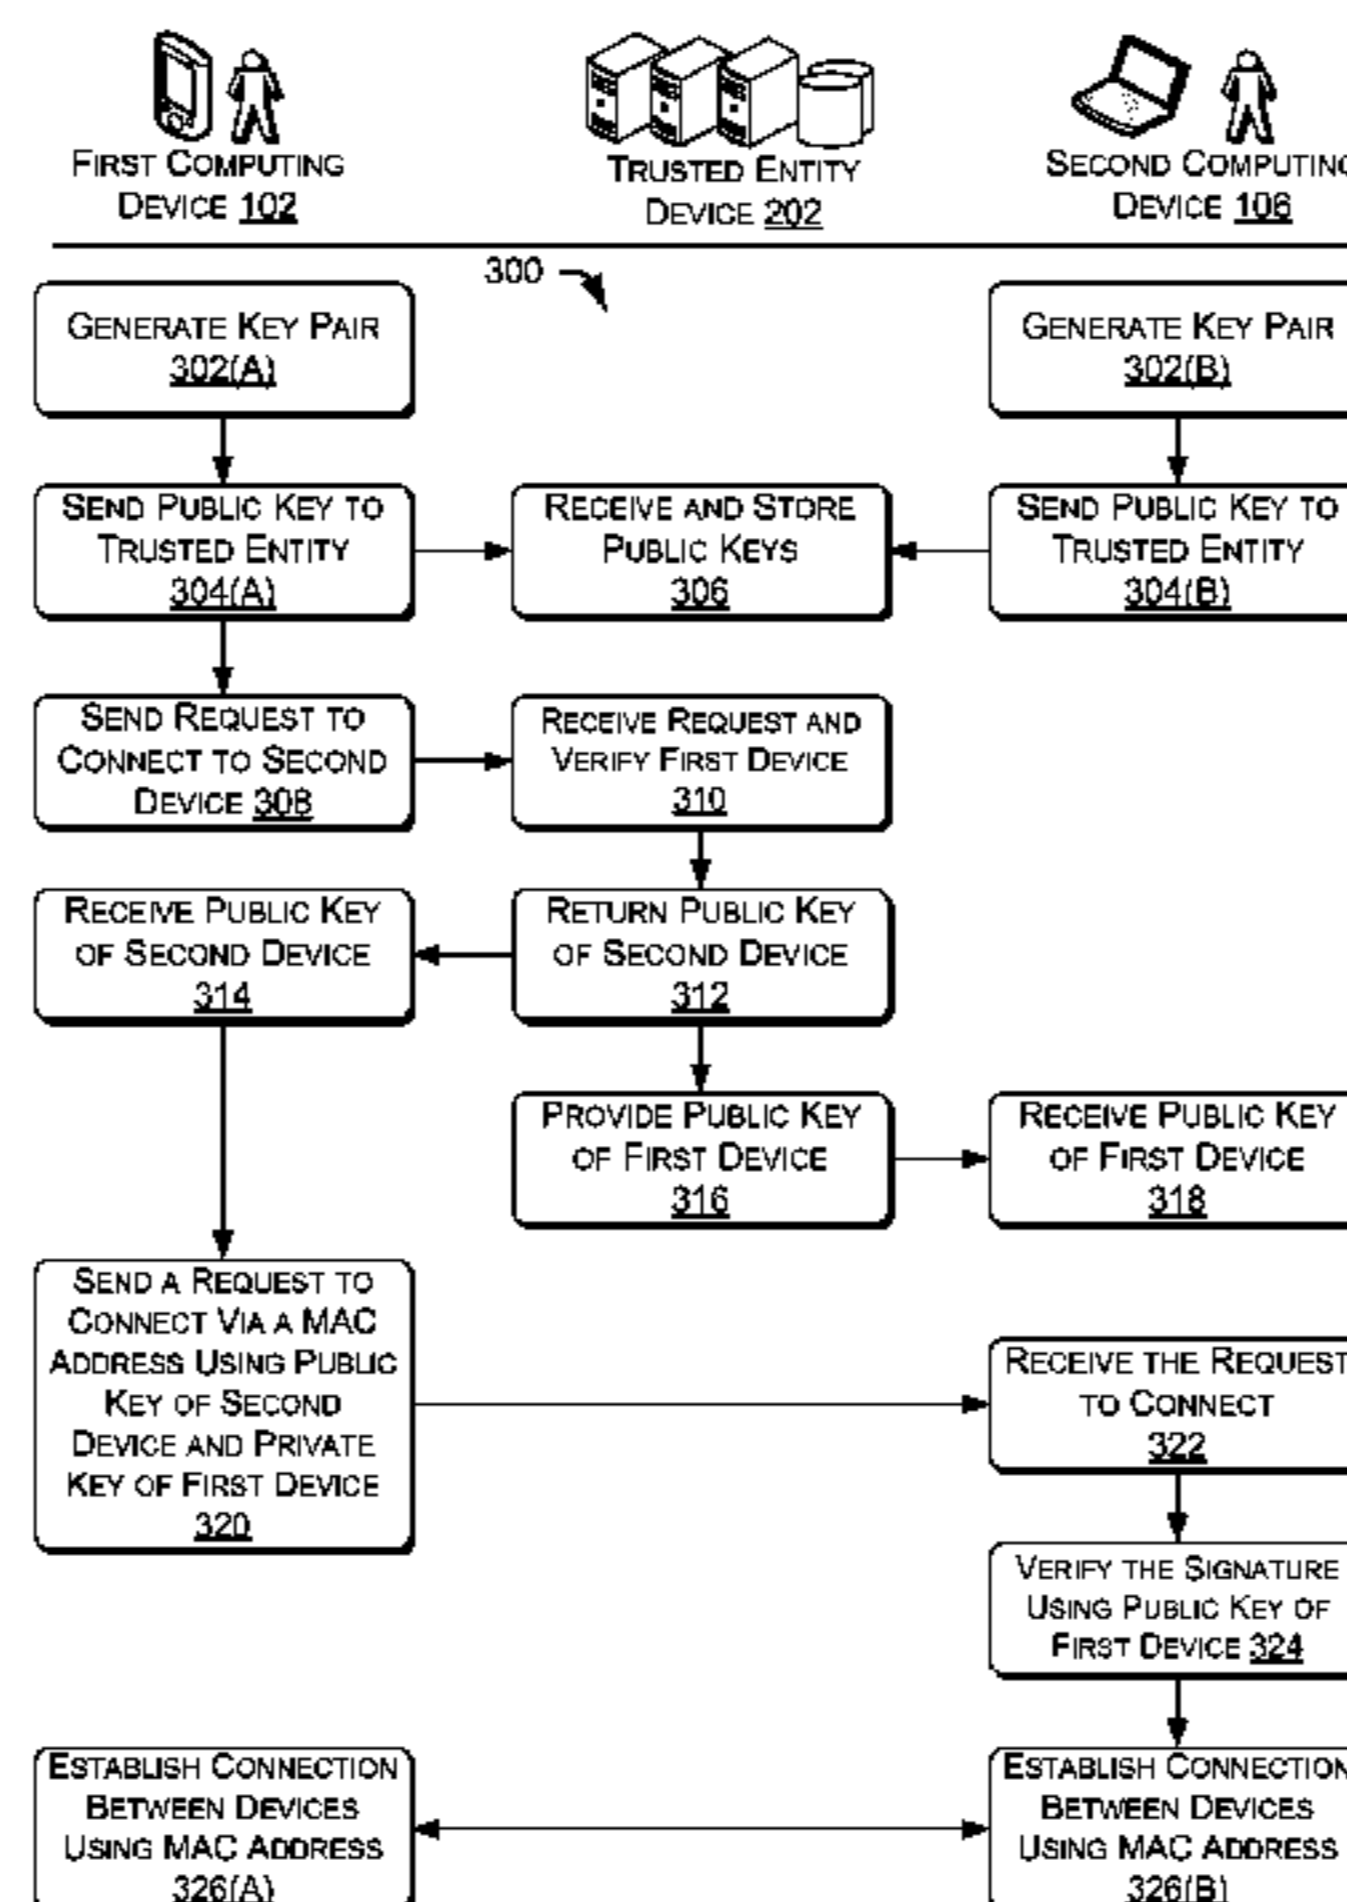 FIRST COMPUTING
DEVICE 102
TRUSTED ENTITY
DEVICE 202
SECOND COMPUTING
DEVICE 106
300
GENERATE KEY PAIR
302(A)
GENERATE KEY PAIR
302(B)
SEND PUBLIC KEY TO
TRUSTED ENTITY
304(A)
RECEIVE AND STORE
PUBLIC KEYS
306
SEND PUBLIC KEY TO
TRUSTED ENTITY
304(B)
SEND REQUEST TO
CONNECT TO SECOND
DEVICE 308
RECEIVE REQUEST AND
VERIFY FIRST DEVICE
310
RECEIVE PUBLIC KEY
OF SECOND DEVICE
314
RETURN PUBLIC KEY
OF SECOND DEVICE
312
PROVIDE PUBLIC KEY
OF FIRST DEVICE
316
RECEIVE PUBLIC KEY
OF FIRST DEVICE
318
SEND A REQUEST TO
CONNECT VIA A MAC
ADDRESS USING PUBLIC
KEY OF SECOND
DEVICE AND PRIVATE
KEY OF FIRST DEVICE
320
RECEIVE THE REQUEST
TO CONNECT
322
VERIFY THE SIGNATURE
USING PUBLIC KEY OF
FIRST DEVICE 324
ESTABLISH CONNECTION
BETWEEN DEVICES
USING MAC ADDRESS
326(A)
ESTABLISH CONNECTION
BETWEEN DEVICES
USING MAC ADDRESS
326(B)